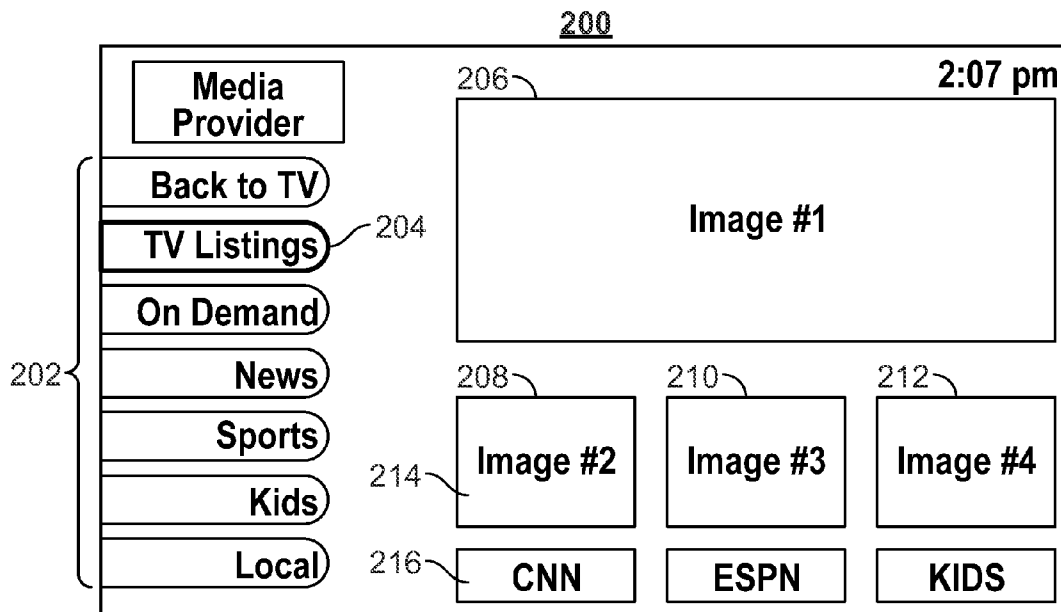 200
2:07 pm
Media
Provider
206
Back to TV
TV Listings
204
Image #1
On Demand
202
News
Sports
Kids
Local
208
210
212
Image #2
Image #3
Image #4
214
216
CNN
ESPN
KIDS